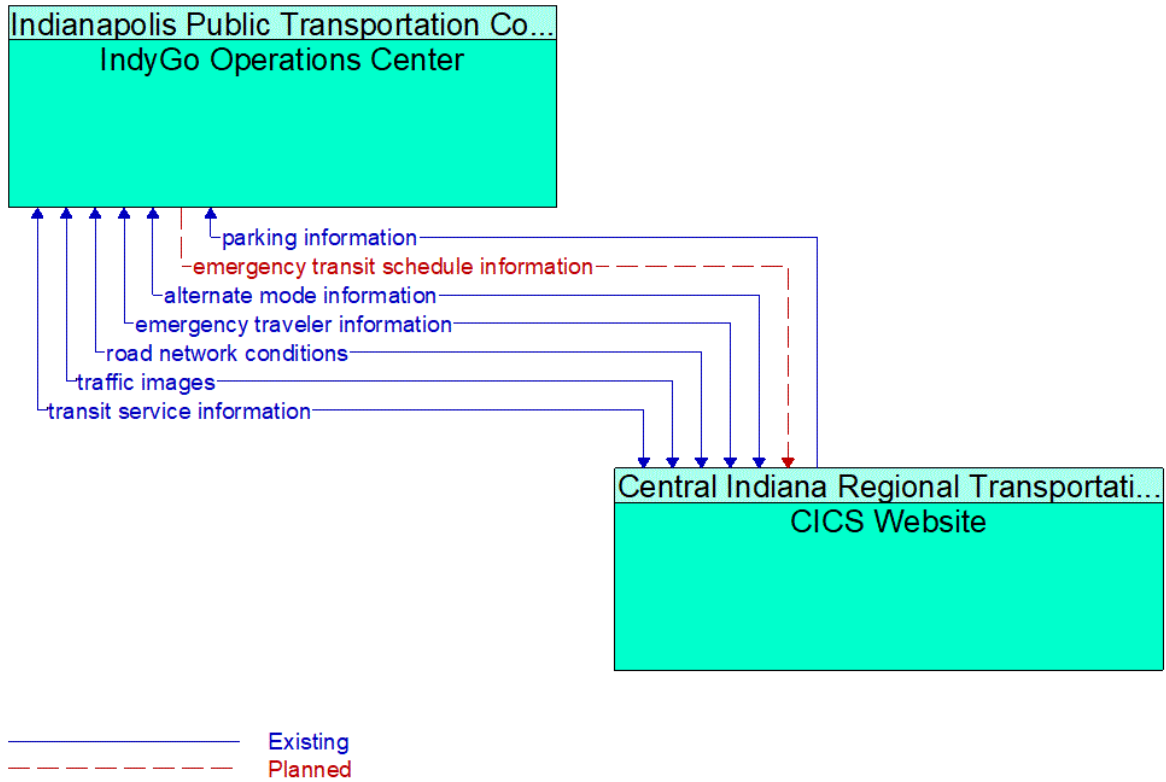 Indianapolis Public Transportation Co...
IndyGo Operations Center
parking information
emergency transit schedule information
alternate mode information
emergency traveler information
road network conditions
traffic images
transit service information
Central Indiana Regional Transportati...
CICS Website
Existing
Planned